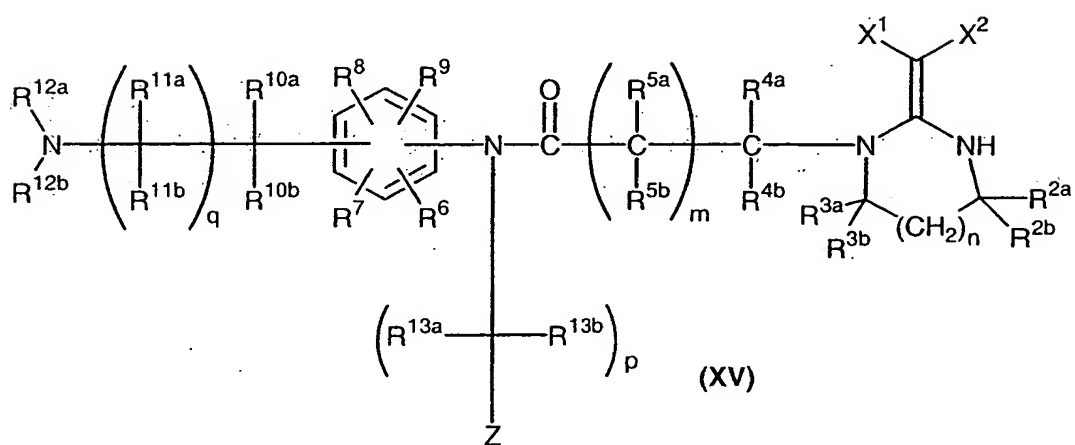 X¹ X²
R¹²ᵃ R¹¹ᵃ R¹⁰ᵃ R⁸ R⁹ O R⁵ᵃ R⁴ᵃ
N N C C C N NH
R¹²ᵇ R¹¹ᵇ q R¹⁰ᵇ R⁷ R⁶ R⁵ᵇ m R⁴ᵇ R³ᵃ R³ᵇ (CH₂)ₙ R²ᵃ R²ᵇ
(R¹³ᵃ R¹³ᵇ)p
(XV)
Z